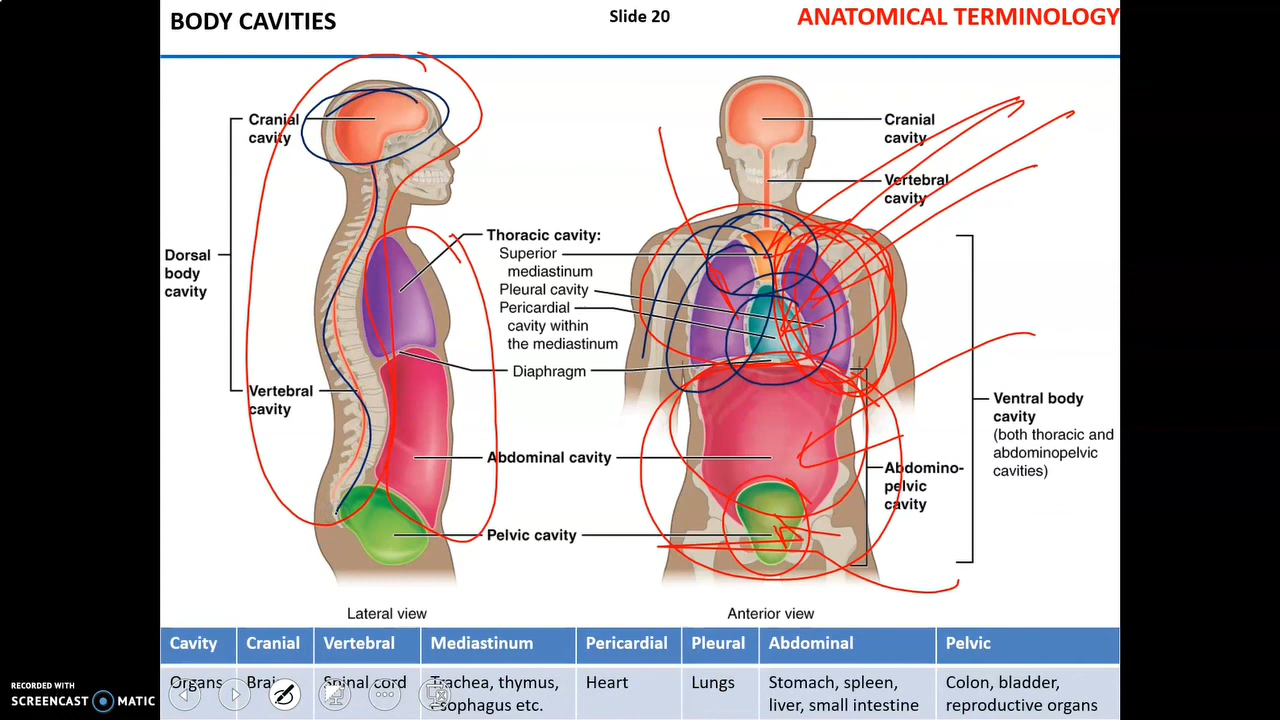 BODY CAVITIES
Slide 20
ANATOMICAL TERMINOLOGY
Cranial
cavity
Dorsal
body
cavity
Vertebral
cavity
Thoracic cavity:
Superior
mediastinum
Pleural cavity
Pericardial
cavity within
the mediastinum
Diaphragm
Abdominal cavity
Pelvic cavity
Cranial
cavity
Vertebral
cavity
Ventral body
cavity
(both thoracic and
abdominopelvic
cavities)
Abdomino-
pelvic
cavity
Lateral view
Anterior view
Cavity Cranial Vertebral Mediastinum Pericardial Pleural Abdominal Pelvic
Organs Brain Spinal cord Trachea, thymus, Heart Lungs Stomach, spleen, Colon, bladder,
esophagus etc. liver, small intestine reproductive organs
RECORDED WITH
SCREENCAST MATIC